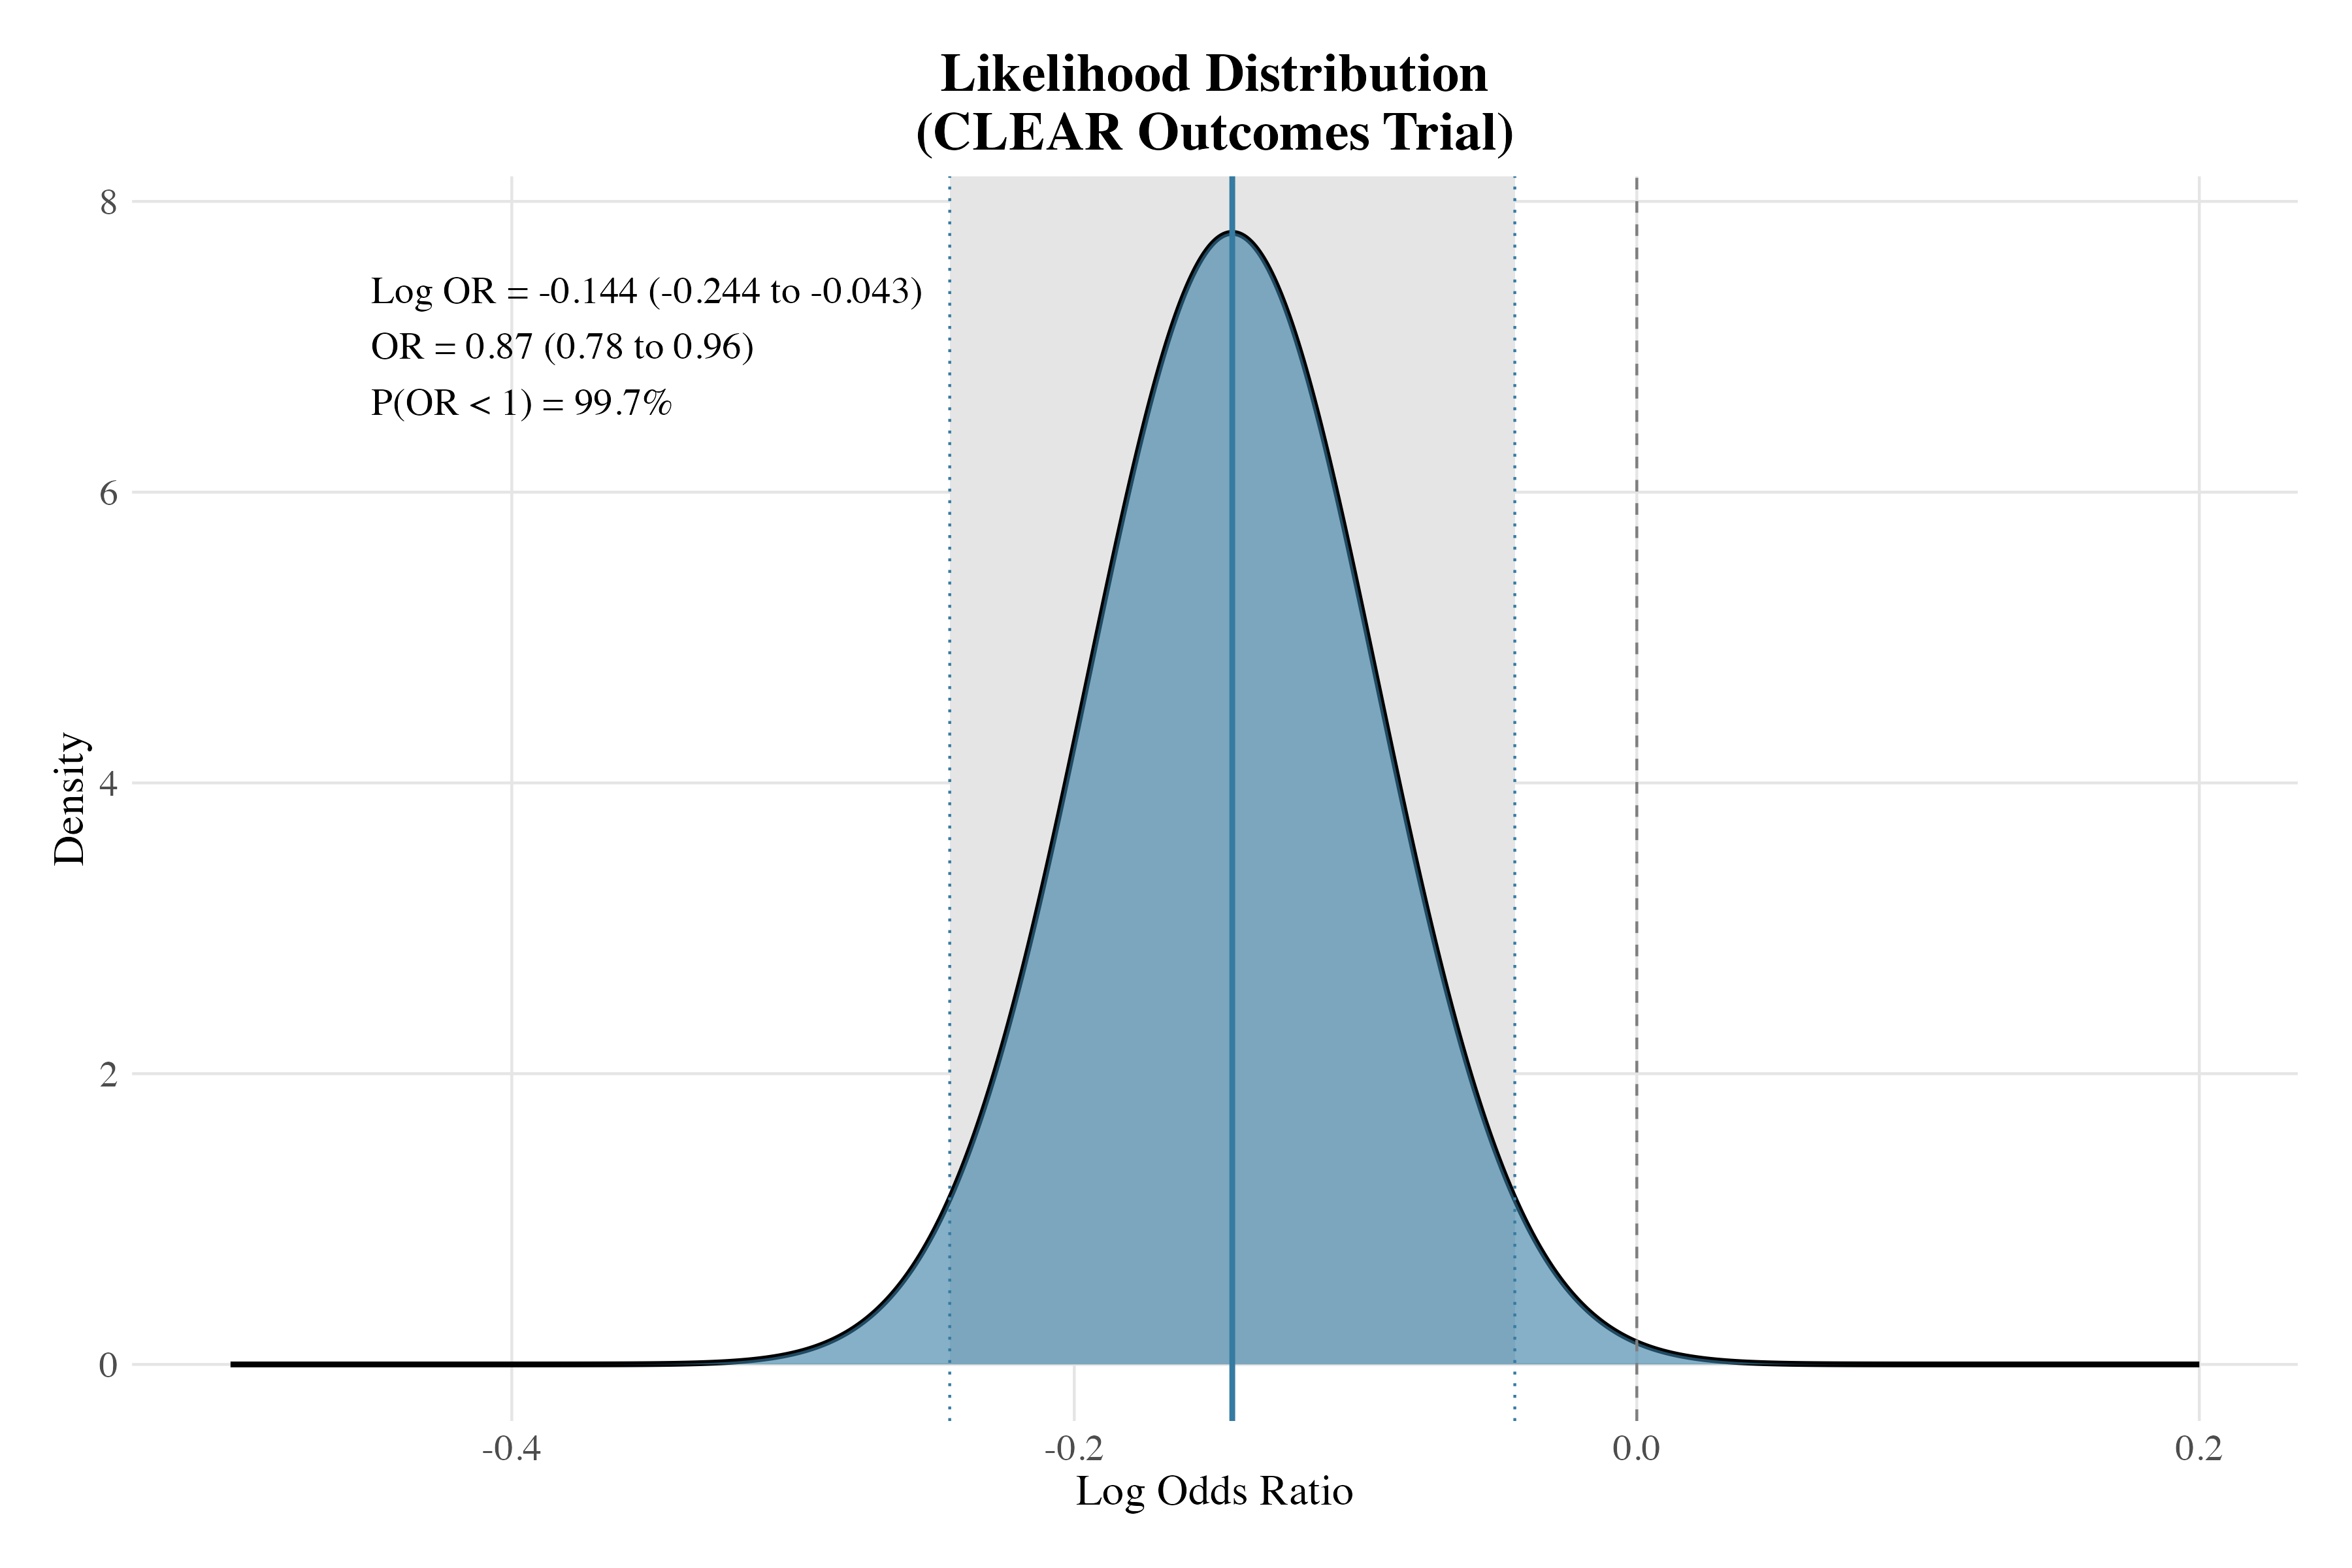 Likelihood Distribution
(CLEAR Outcomes Trial)
8
Log OR = -0.144 (-0.244 to -0.043)
OR = 0.87 (0.78 to 0.96)
P(OR < 1) = 99.7%
6
Density
4
2
0
-0.4 -0.2 0.0 0.2
Log Odds Ratio